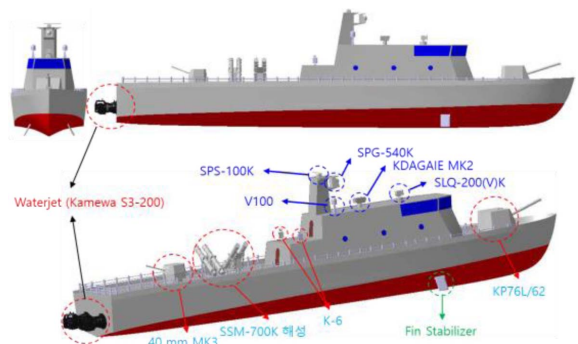 SPG-540K
SPS-100K
KDAGAIE MK2
SLQ-200(V)K
V100
Waterjet (Kamewa S3-200)
KP76L/62
K-6
SSM-700K 해성
Fin Stabilizer
40 mm MK3